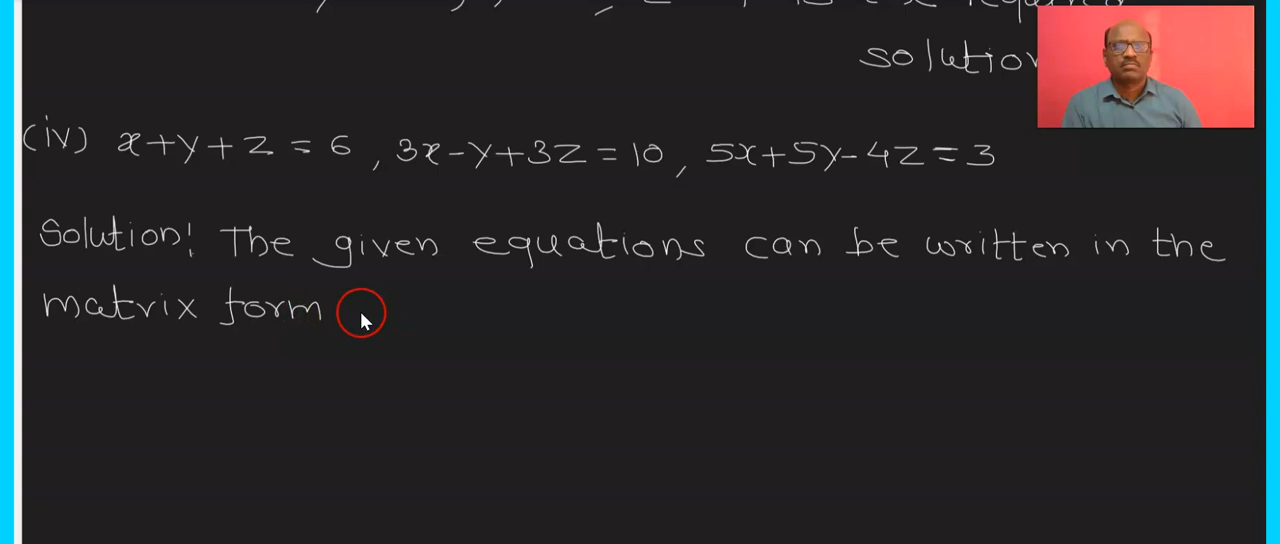 solution
(iv) x+y+z=6, 3x-y+3z=10, 5x+5y-4z=3
Solution: The given equations can be written in the
matrix form